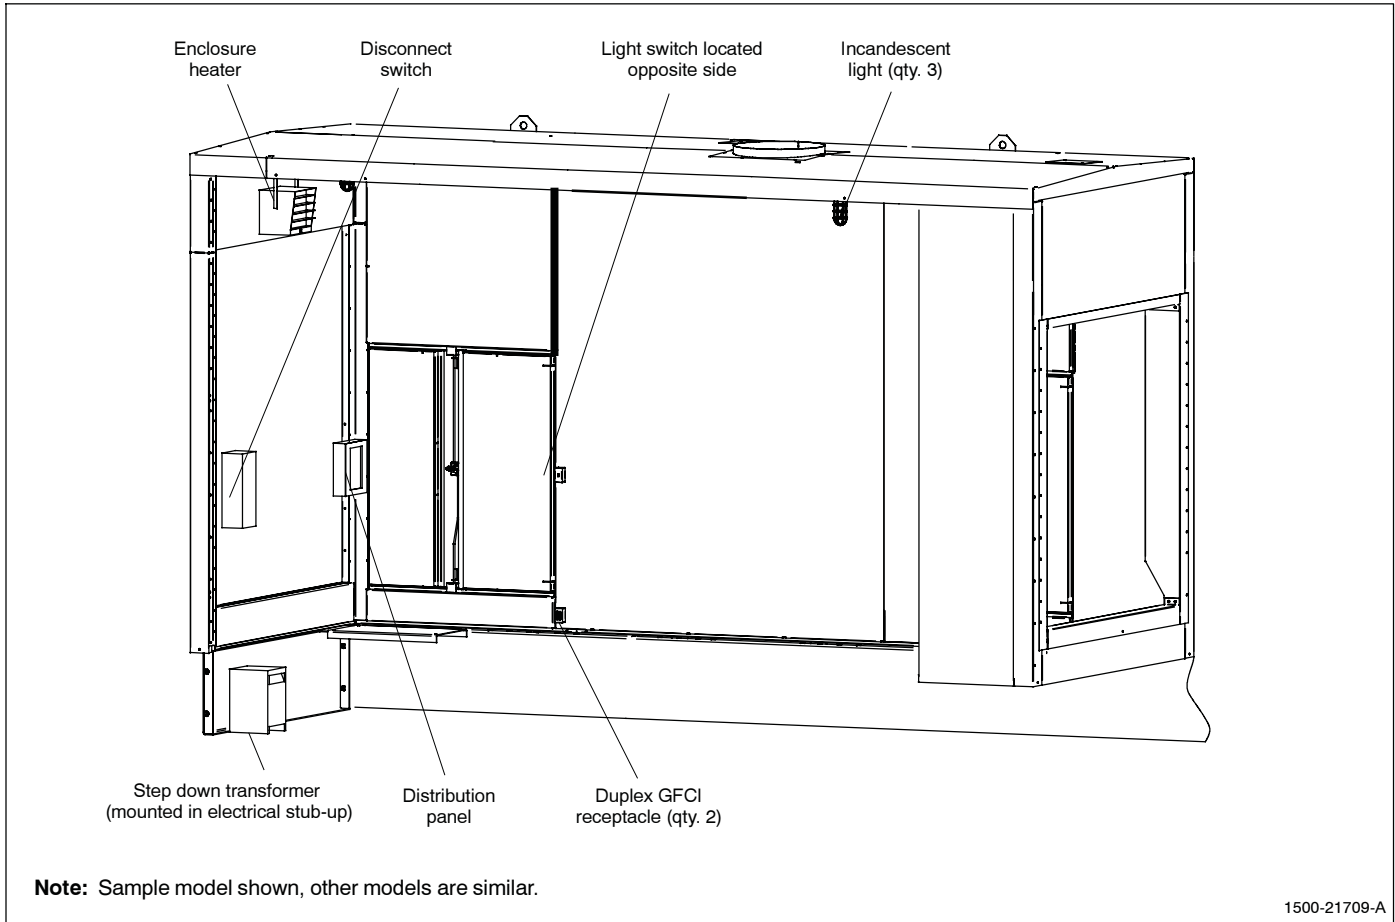 Enclosure
heater
Disconnect
switch
Light switch located
opposite side
Incandescent
light (qty. 3)
Step down transformer
(mounted in electrical stub-up)
Distribution
panel
Duplex GFCI
receptacle (qty. 2)
Note: Sample model shown, other models are similar.
1500-21709-A